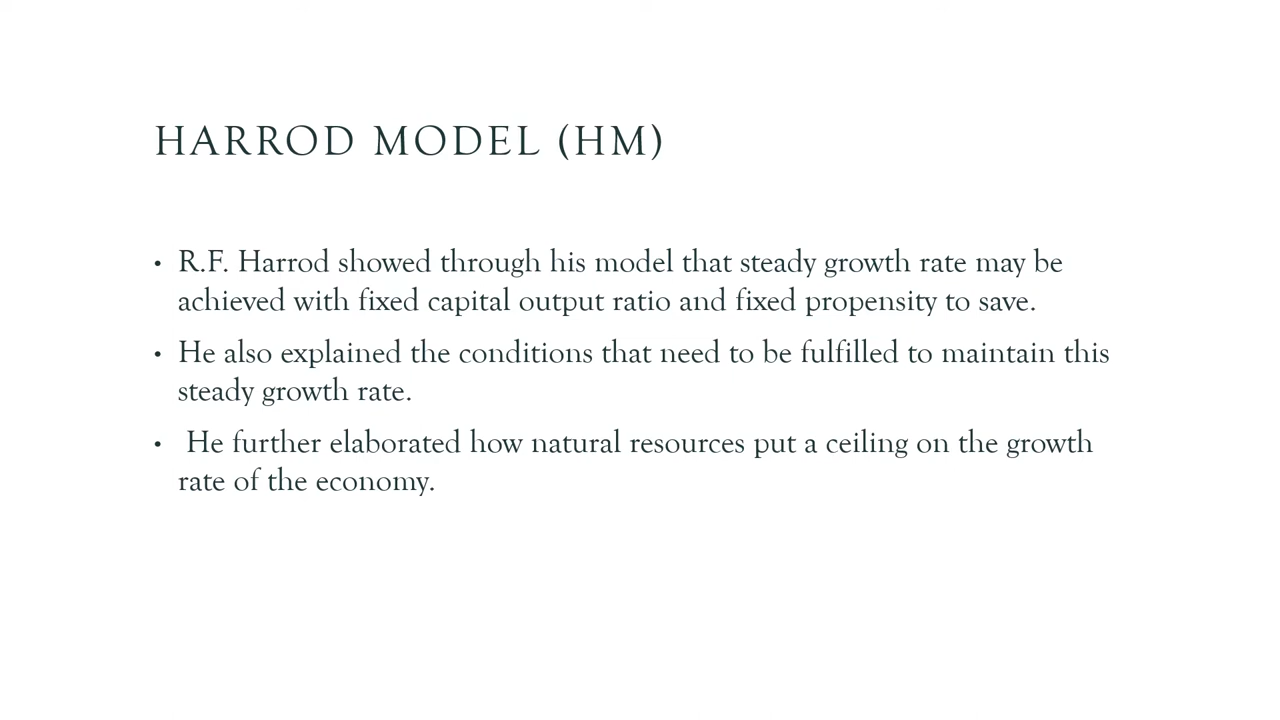 HARROD MODEL (HM)
• R.F. Harrod showed through his model that steady growth rate may be
achieved with fixed capital output ratio and fixed propensity to save.
• He also explained the conditions that need to be fulfilled to maintain this
steady growth rate.
• He further elaborated how natural resources put a ceiling on the growth
rate of the economy.